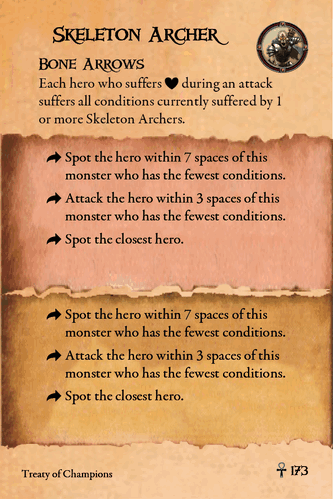 Skeleton Archer
Bone Arrows
Each hero who suffers ♥ during an attack
suffers all conditions currently suffered by 1
or more Skeleton Archers.
Spot the hero within 7 spaces of this
monster who has the fewest conditions.
Attack the hero within 3 spaces of this
monster who has the fewest conditions.
Spot the closest hero.
Spot the hero within 7 spaces of this
monster who has the fewest conditions.
Attack the hero within 3 spaces of this
monster who has the fewest conditions.
Spot the closest hero.
Treaty of Champions
173